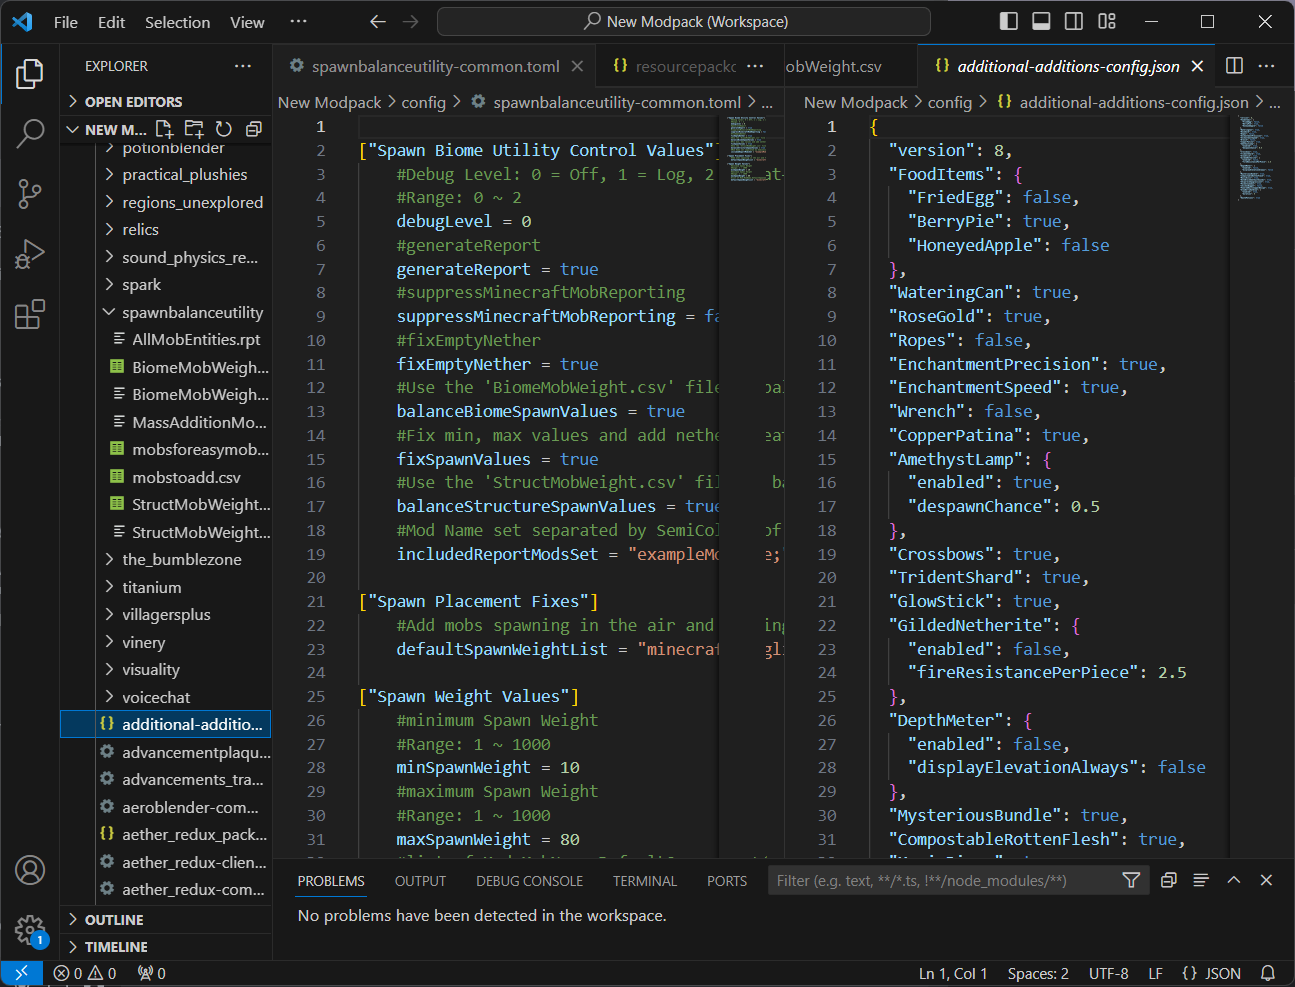 File Edit Selection View ··· New Modpack (Workspace)
EXPLORER ···
OPEN EDITORS
NEW M...
potionblender
practical_plushies
regions_unexplored
relics
sound_physics_re...
spark
spawnbalanceutility
AllMobEntities.rpt
BiomeMobWeigh...
BiomeMobWeigh...
MassAdditionMo...
mobsforeasymob...
mobstoadd.csv
StructMobWeight...
StructMobWeight...
the_bumblezone
titanium
villagersplus
vinery
visuality
voicechat
{} additional-additio...
advancementplaqu...
advancements_tra...
aeroblender-com...
{} aether_redux_pack...
aether_redux-clien...
aether_redux-com...
OUTLINE
TIMELINE
spawnbalanceutility-common.toml {} resourcepackc ···
New Modpack > config > spawnbalanceutility-common.toml > ...
1
2 ["Spawn Biome Utility Control Values"]
3 #Debug Level: 0 = Off, 1 = Log, 2 at-
4 #Range: 0 ~ 2
5 debugLevel = 0
6 #generateReport
7 generateReport = true
8 #suppressMinecraftMobReporting
9 suppressMinecraftMobReporting = fa
10 #fixEmptyNether
11 fixEmptyNether = true
12 #Use the 'BiomeMobWeight.csv' file bal
13 balanceBiomeSpawnValues = true
14 #Fix min, max values and add nethe eat
15 fixSpawnValues = true
16 #Use the 'StructMobWeight.csv' fil ba
17 balanceStructureSpawnValues = true
18 #Mod Name set separated by SemiCol of
19 includedReportModsSet = "exampleMo e;
20
21 ["Spawn Placement Fixes"]
22 #Add mobs spawning in the air and ing
23 defaultSpawnWeightList = "minecraf gli
24
25 ["Spawn Weight Values"]
26 #minimum Spawn Weight
27 #Range: 1 ~ 1000
28 minSpawnWeight = 10
29 #maximum Spawn Weight
30 #Range: 1 ~ 1000
31 maxSpawnWeight = 80
obWeight.csv {} additional-additions-config.json ···
New Modpack > config > {} additional-additions-config.json > ...
1 {
2 "version": 8,
3 "FoodItems": {
4 "FriedEgg": false,
5 "BerryPie": true,
6 "HoneyedApple": false
7 },
8 "WateringCan": true,
9 "RoseGold": true,
10 "Ropes": false,
11 "EnchantmentPrecision": true,
12 "EnchantmentSpeed": true,
13 "Wrench": false,
14 "CopperPatina": true,
15 "AmethystLamp": {
16 "enabled": true,
17 "despawnChance": 0.5
18 },
19 "Crossbows": true,
20 "TridentShard": true,
21 "GlowStick": true,
22 "GildedNetherite": {
23 "enabled": false,
24 "fireResistancePerPiece": 2.5
25 },
26 "DepthMeter": {
27 "enabled": false,
28 "displayElevationAlways": false
29 },
30 "MysteriousBundle": true,
31 "CompostableRottenFlesh": true,
PROBLEMS OUTPUT DEBUG CONSOLE TERMINAL PORTS Filter (e.g. text, **/*.ts, !**/node_modules/**)
No problems have been detected in the workspace.
1
0 0 0 Ln 1, Col 1 Spaces: 2 UTF-8 LF {} JSON